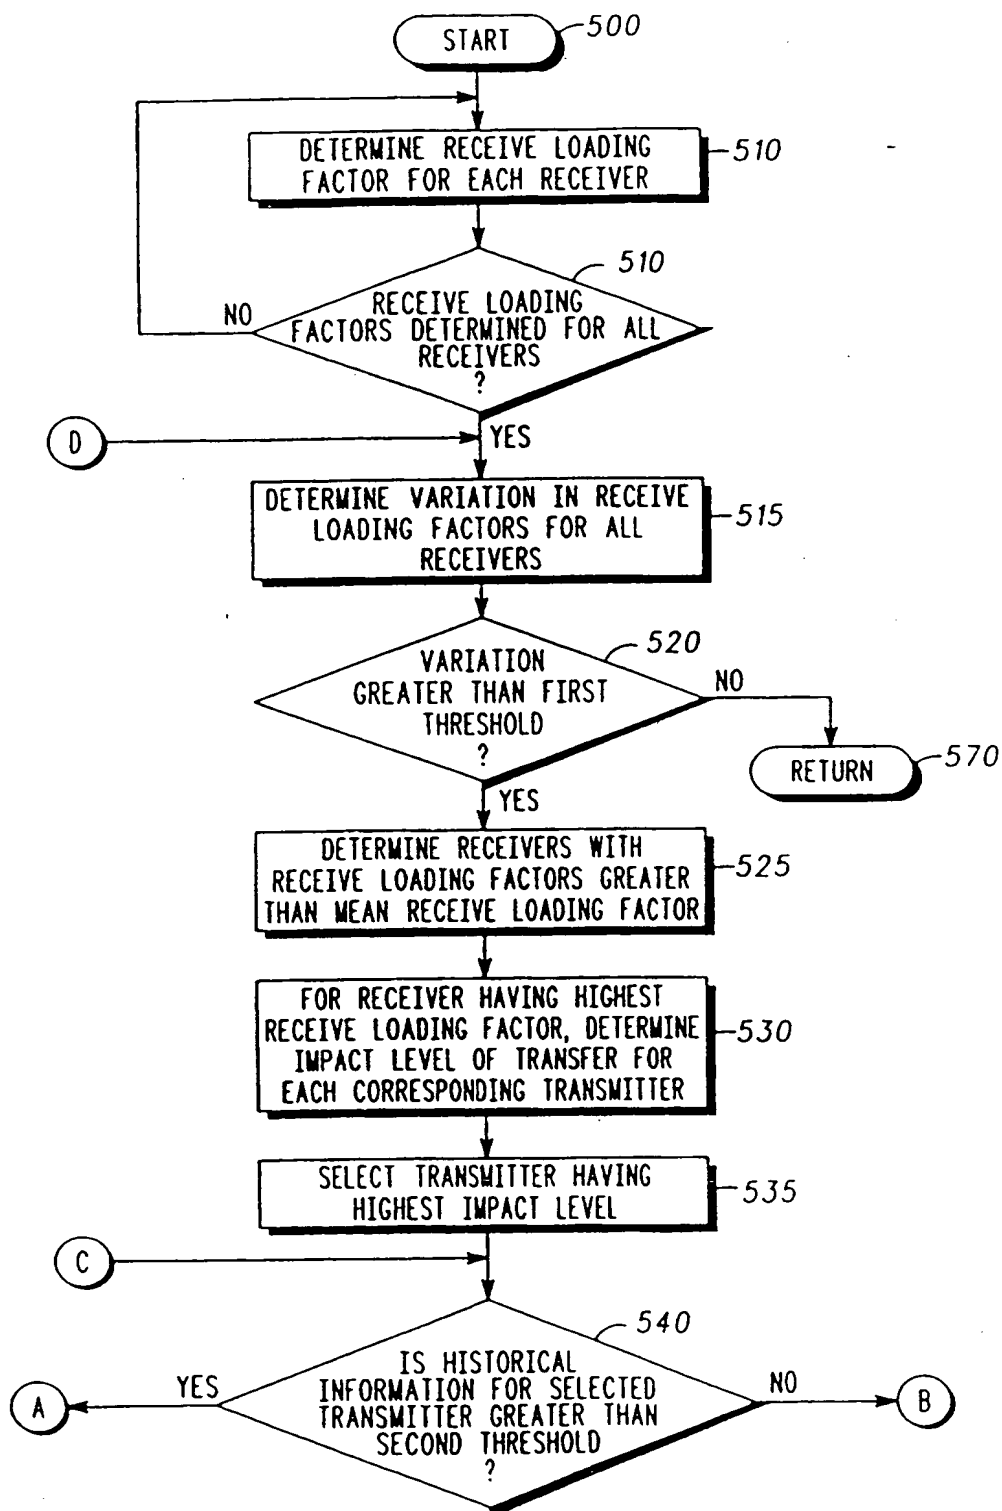 START
500
DETERMINE RECEIVE LOADING
FACTOR FOR EACH RECEIVER
510
510
RECEIVE LOADING
FACTORS DETERMINED FOR ALL
RECEIVERS
?
NO
D
YES
DETERMINE VARIATION IN RECEIVE
LOADING FACTORS FOR ALL
RECEIVERS
515
520
VARIATION
GREATER THAN FIRST
THRESHOLD
?
NO
RETURN
570
YES
DETERMINE RECEIVERS WITH
RECEIVE LOADING FACTORS GREATER
THAN MEAN RECEIVE LOADING FACTOR
525
FOR RECEIVER HAVING HIGHEST
RECEIVE LOADING FACTOR, DETERMINE
IMPACT LEVEL OF TRANSFER FOR
EACH CORRESPONDING TRANSMITTER
530
SELECT TRANSMITTER HAVING
HIGHEST IMPACT LEVEL
535
C
540
IS HISTORICAL
INFORMATION FOR SELECTED
TRANSMITTER GREATER THAN
SECOND THRESHOLD
?
YES
A
NO
B